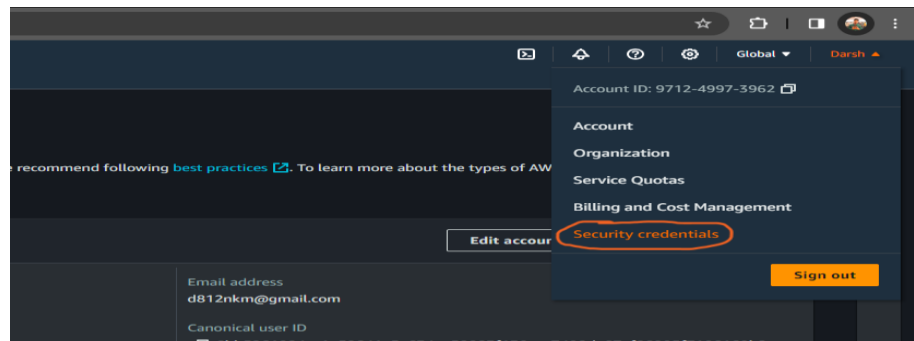 Global ▼
Darsh ▲
Account ID: 9712-4997-3962
Account
Organization
Service Quotas
Billing and Cost Management
Security credentials
Sign out
e recommend following best practices. To learn more about the types of AW
Edit accour
Email address
d812nkm@gmail.com
Canonical user ID